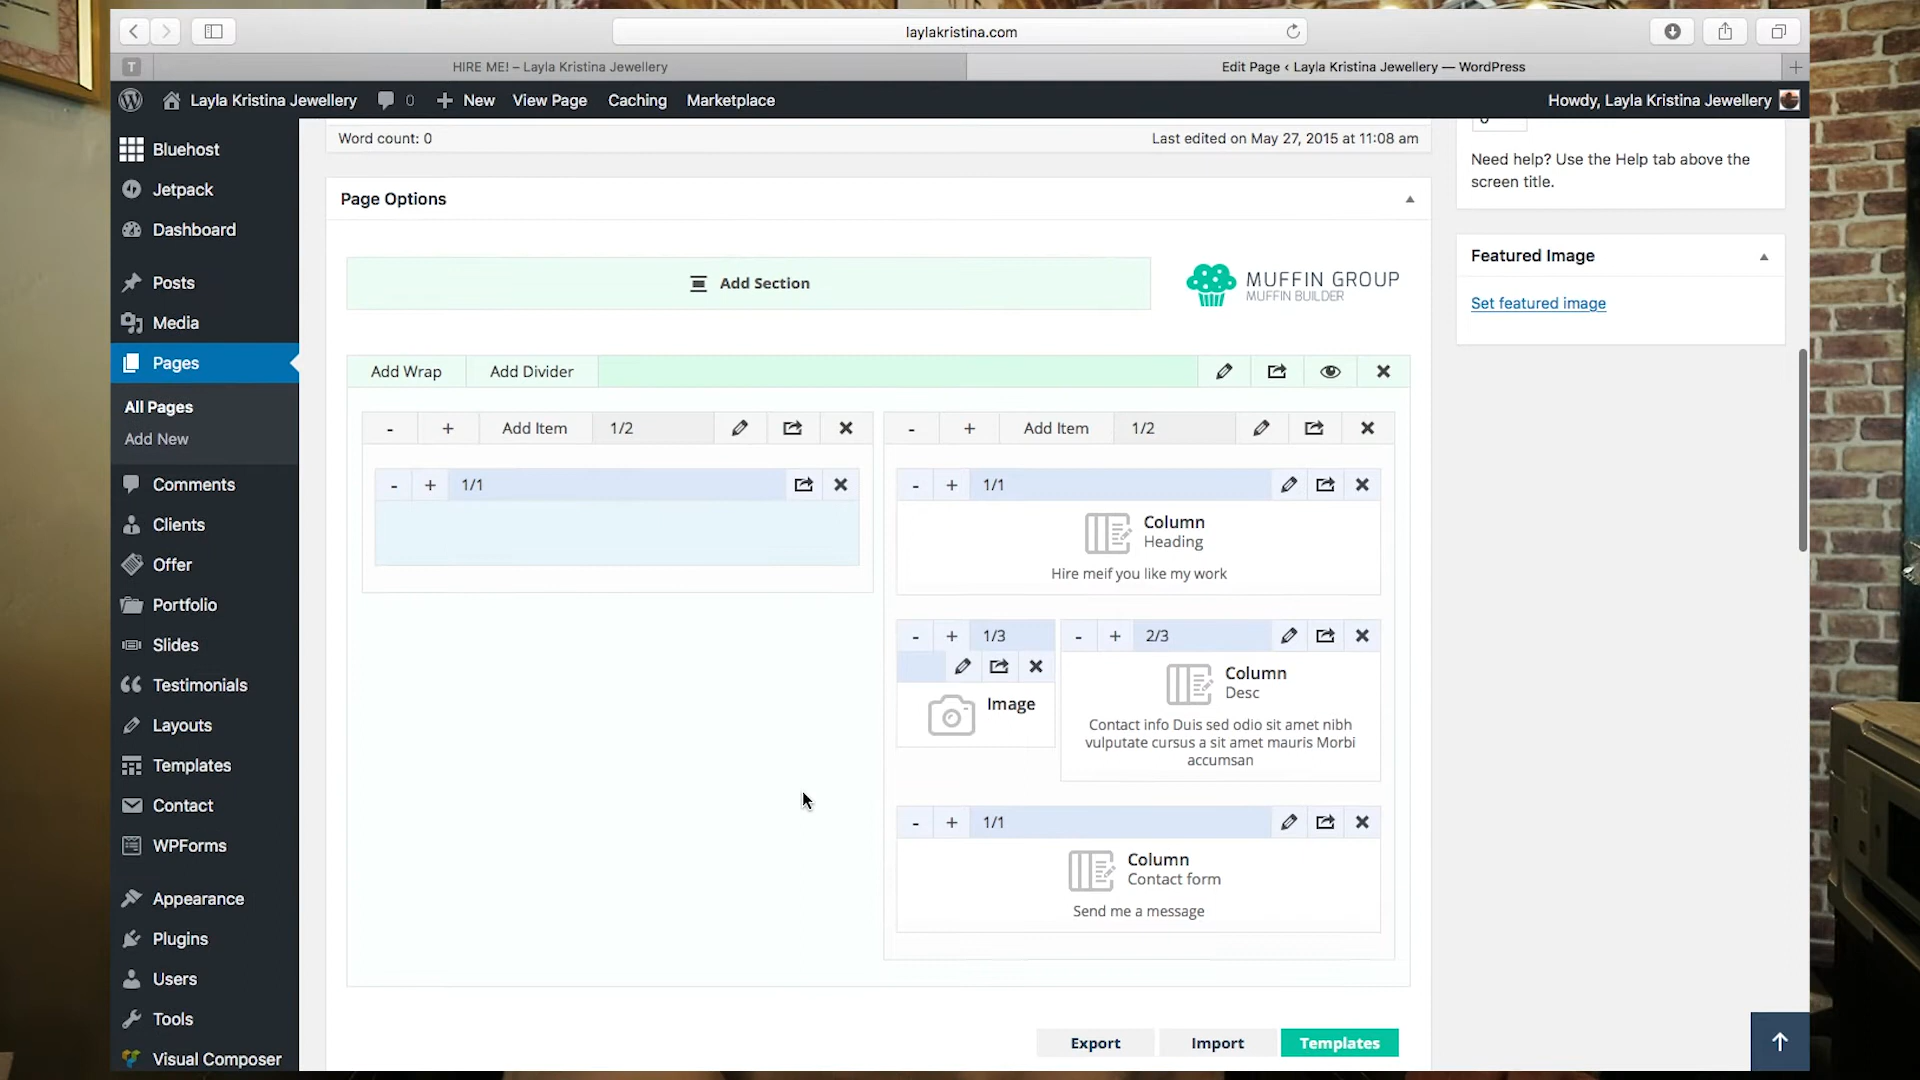 laylakristina.com
T
HIRE ME! – Layla Kristina Jewellery
Edit Page ‹ Layla Kristina Jewellery — WordPress
Layla Kristina Jewellery
0
+ New
View Page
Caching
Marketplace
Howdy, Layla Kristina Jewellery
Bluehost
Jetpack
Dashboard
Posts
Media
Pages
All Pages
Add New
Comments
Clients
Offer
Portfolio
Slides
Testimonials
Layouts
Templates
Contact
WPForms
Appearance
Plugins
Users
Tools
Visual Composer
Word count: 0
Last edited on May 27, 2015 at 11:08 am
Page Options
Add Section
MUFFIN GROUP
MUFFIN BUILDER
Add Wrap
Add Divider
- + Add Item 1/2
- + 1/1
- + Add Item 1/2
- + 1/1
Column
Heading
Hire meif you like my work
- + 1/3
Image
- + 2/3
Column
Desc
Contact info Duis sed odio sit amet nibh
vulputate cursus a sit amet mauris Morbi
accumsan
- + 1/1
Column
Contact form
Send me a message
Export
Import
Templates
Need help? Use the Help tab above the
screen title.
Featured Image
Set featured image